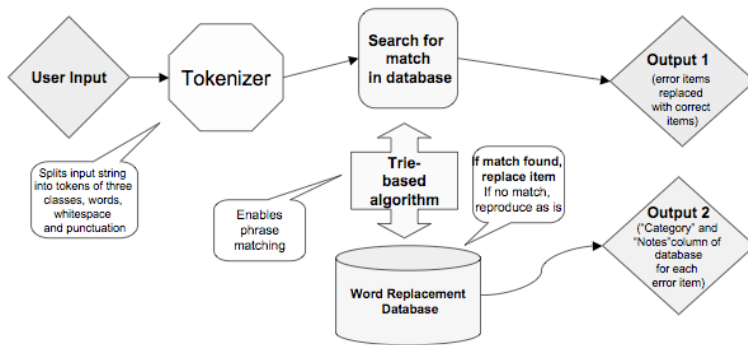 User Input
Tokenizer
Search for
match
in database
Output 1
(error items
replaced
with correct
items)
Splits input string
into tokens of three
classes, words,
whitespace
and punctuation
Enables
phrase
matching
Trie-
based
algorithm
If match found,
replace item
If no match,
reproduce as is
Output 2
("Category" and
"Notes"column of
database
for each
error item)
Word Replacement
Database